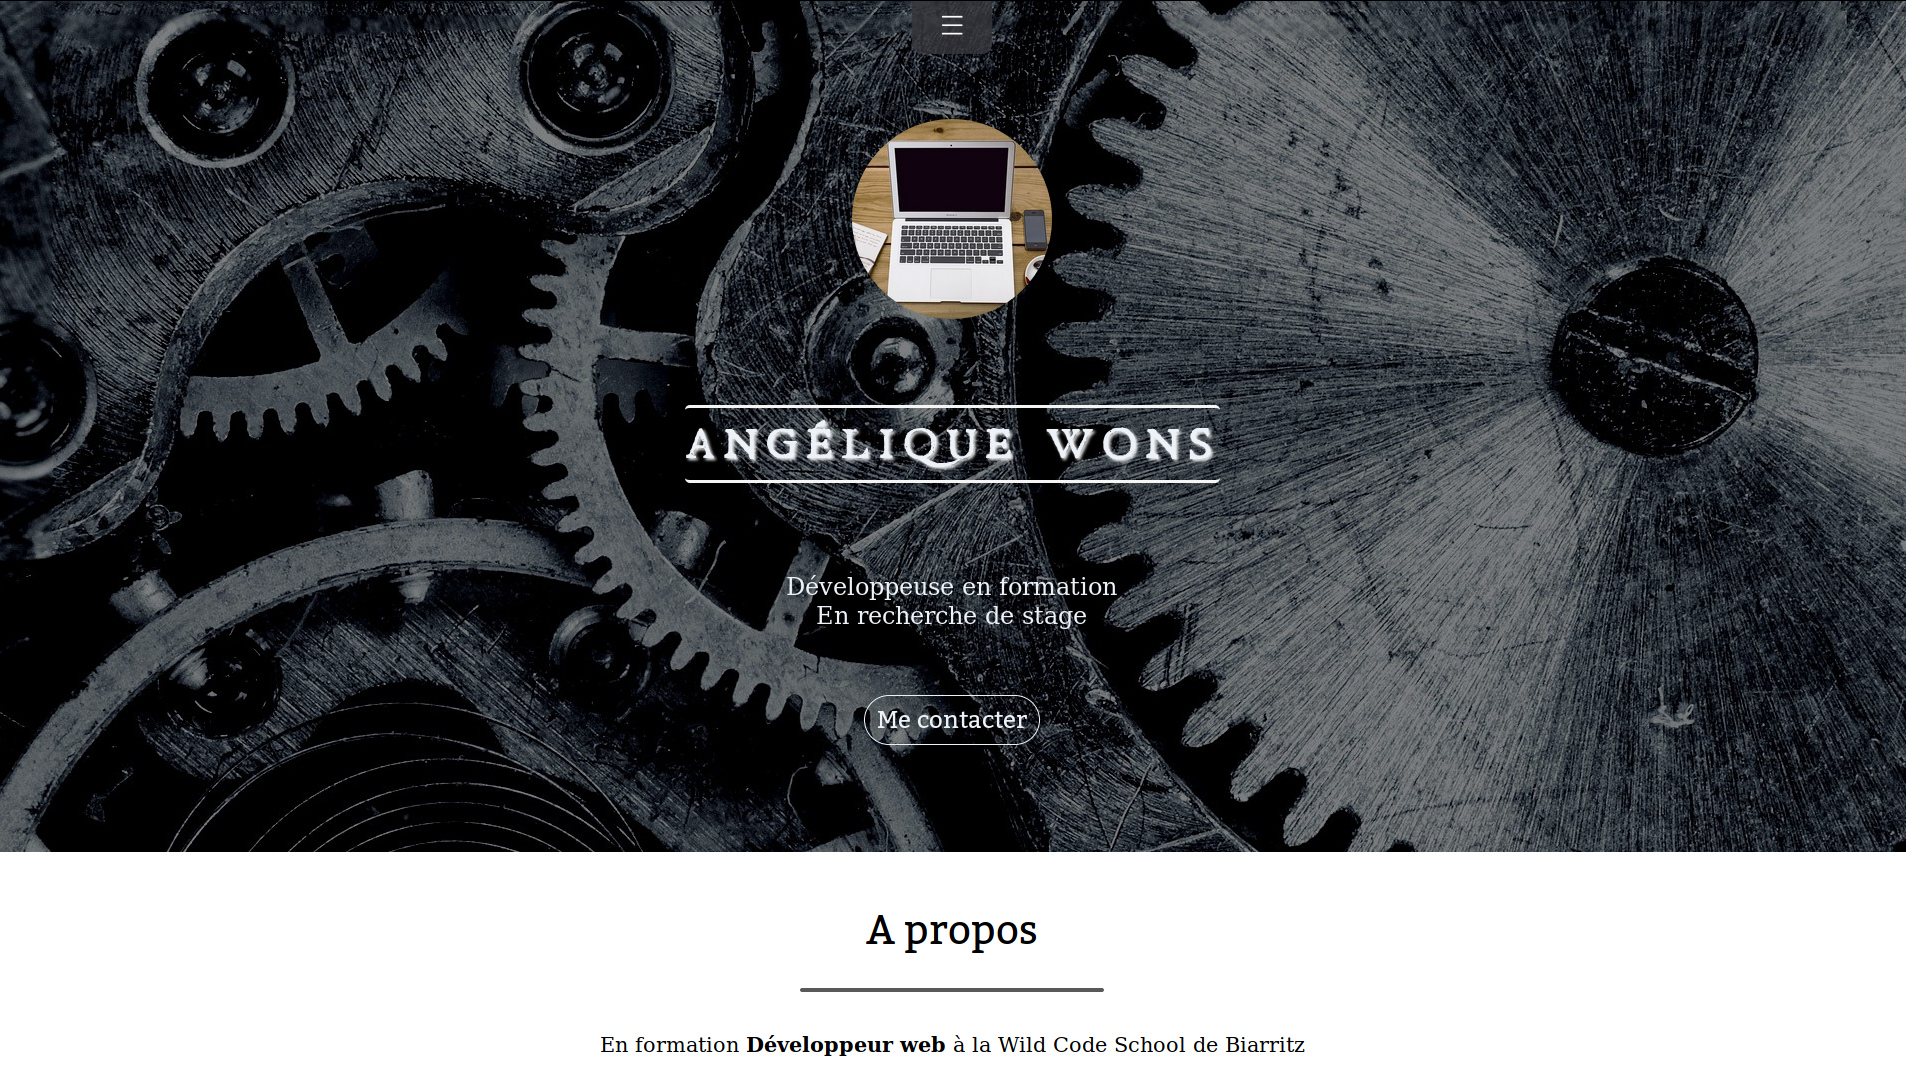 ANGÉLIQUE WONS
Développeuse en formation
En recherche de stage
Me contacter
A propos
En formation Développeur web à la Wild Code School de Biarritz